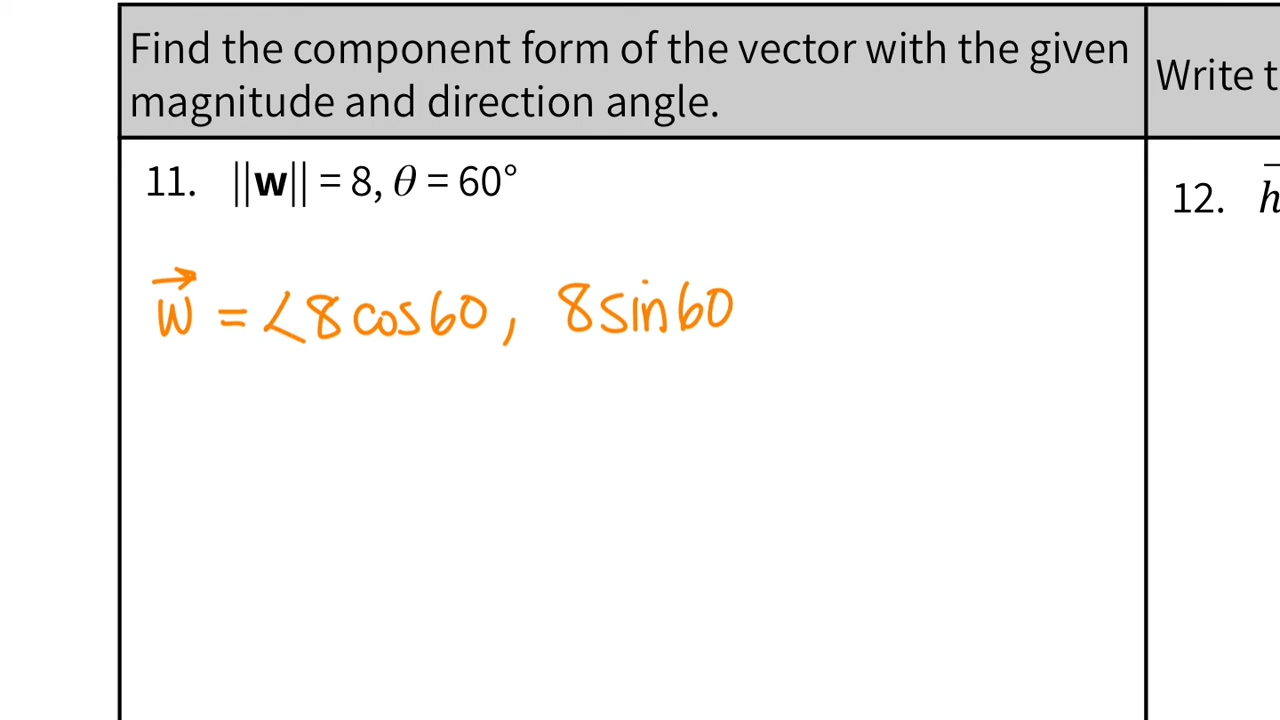 Find the component form of the vector with the given
magnitude and direction angle.
Write t
11. ||w|| = 8, θ = 60°
12. h
w⃗ = <8 cos 60, 8 sin 60